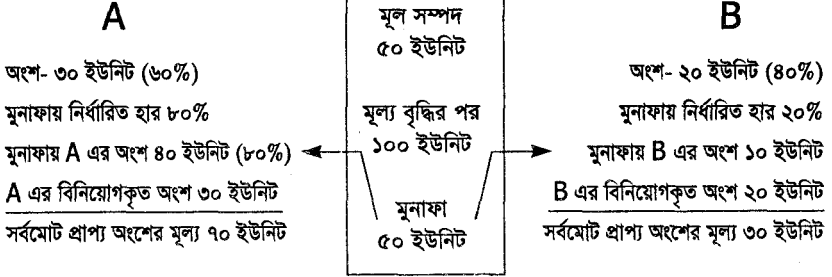 A
অংশ- ৩০ ইউনিট (৬০%)
মুনাফায় নির্ধারিত হার ৮০%
মুনাফায় A এর অংশ ৪০ ইউনিট (৮০%)
A এর বিনিয়োগকৃত অংশ ৩০ ইউনিট
সর্বমোট প্রাপ্য অংশের মূল্য ৭০ ইউনিট
মূল সম্পদ
৫০ ইউনিট
মূল্য বৃদ্ধির পর
১০০ ইউনিট
মুনাফা
৫০ ইউনিট
B
অংশ- ২০ ইউনিট (৪০%)
মুনাফায় নির্ধারিত হার ২০%
মুনাফায় B এর অংশ ১০ ইউনিট
B এর বিনিয়োগকৃত অংশ ২০ ইউনিট
সর্বমোট প্রাপ্য অংশের মূল্য ৩০ ইউনিট